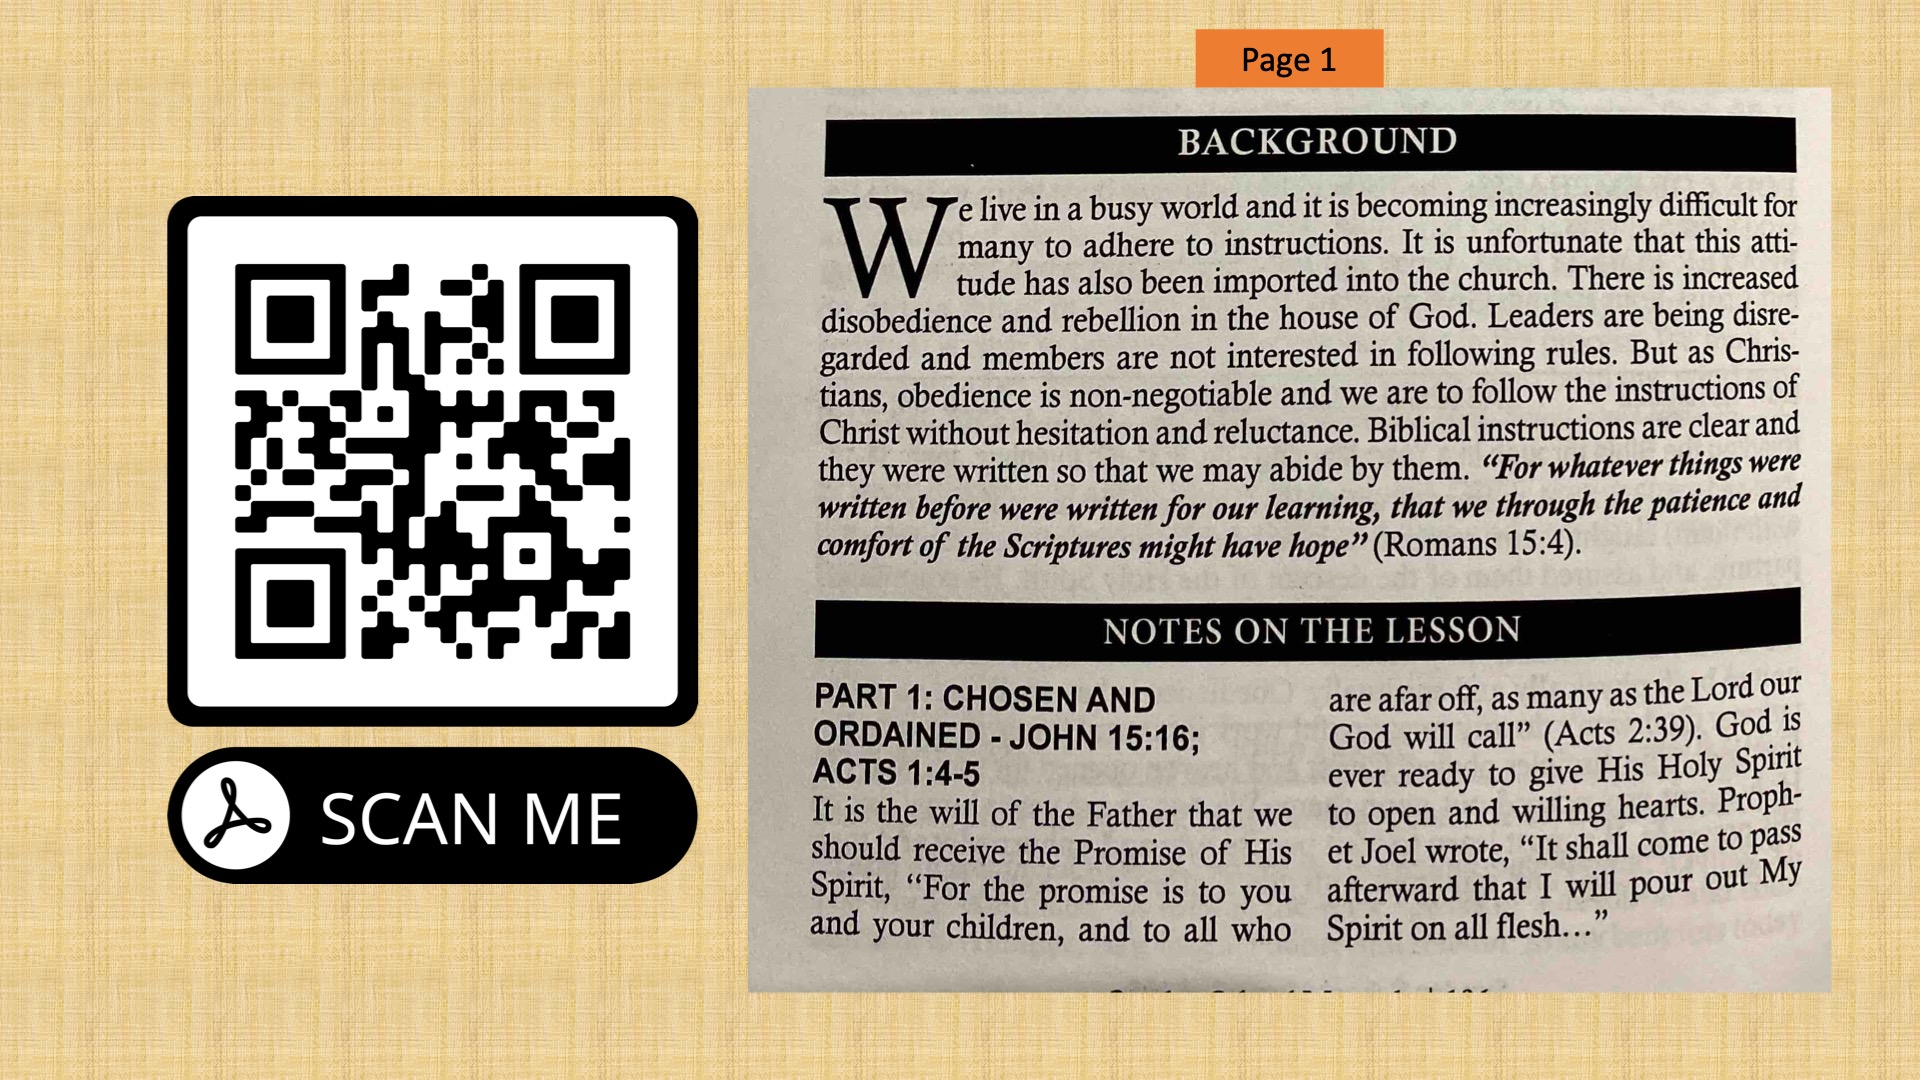 Page 1
BACKGROUND
We live in a busy world and it is becoming increasingly difficult for
many to adhere to instructions. It is unfortunate that this atti-
tude has also been imported into the church. There is increased
disobedience and rebellion in the house of God. Leaders are being disre-
garded and members are not interested in following rules. But as Chris-
tians, obedience is non-negotiable and we are to follow the instructions of
Christ without hesitation and reluctance. Biblical instructions are clear and
they were written so that we may abide by them. “For whatever things were
written before were written for our learning, that we through the patience and
comfort of the Scriptures might have hope” (Romans 15:4).
NOTES ON THE LESSON
PART 1: CHOSEN AND
ORDAINED - JOHN 15:16;
ACTS 1:4-5
It is the will of the Father that we
should receive the Promise of His
Spirit, “For the promise is to you
and your children, and to all who
are afar off, as many as the Lord our
God will call” (Acts 2:39). God is
ever ready to give His Holy Spirit
to open and willing hearts. Proph-
et Joel wrote, “It shall come to pass
afterward that I will pour out My
Spirit on all flesh…”
SCAN ME